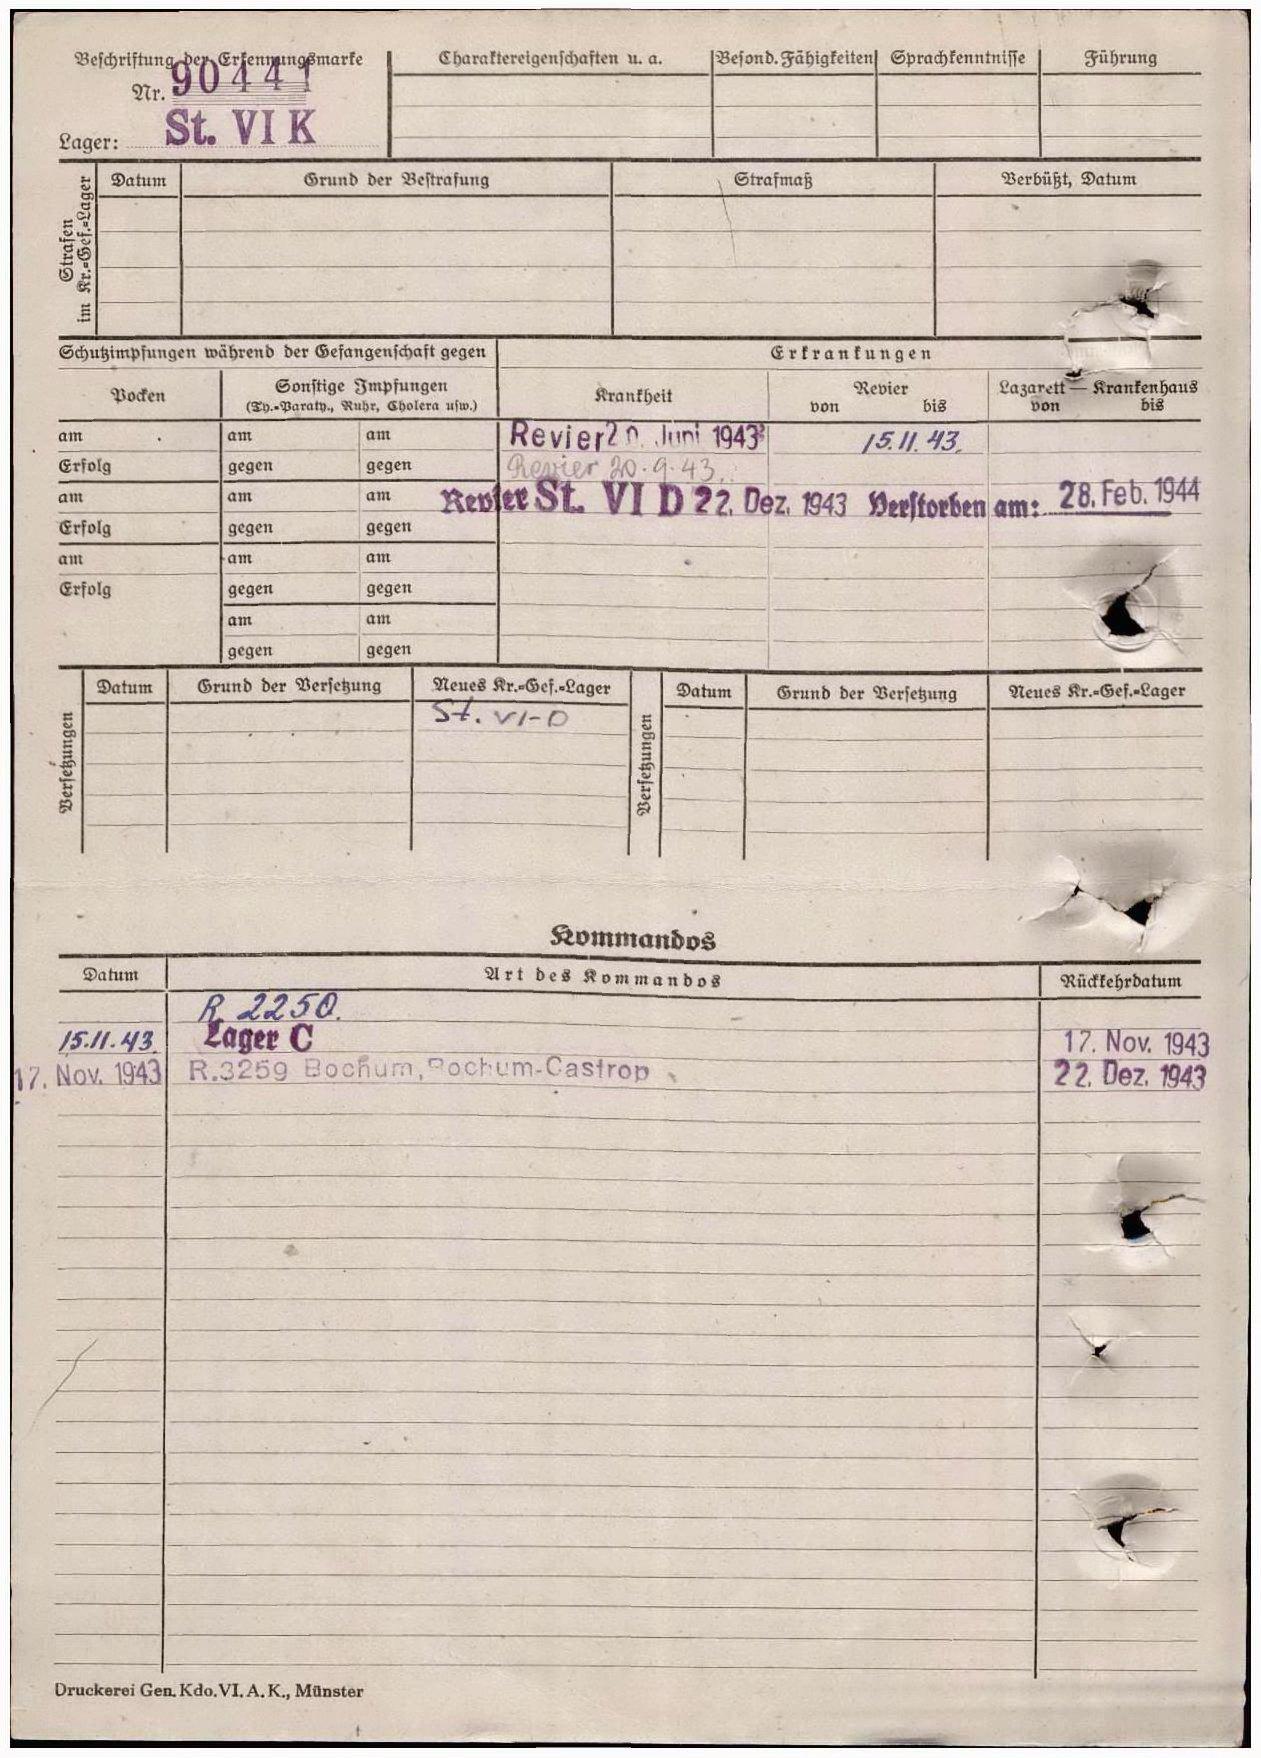 Beschriftung der Erkennungsmarke
Nr. 90441
Lager: St. VI K
Charaktereigenschaften u. a.
Besond. Fähigkeiten
Sprachkenntnisse
Führung
Strafen
im Kr.=Gef.=Lager
Datum
Grund der Bestrafung
Strafmaß
Verbüßt, Datum
Schutzimpfungen während der Gefangenschaft gegen
Erkrankungen
Pocken
Sonstige Impfungen
(Ty.=Paraty., Ruhr, Cholera usw.)
Krankheit
Revier
von bis
Lazarett — Krankenhaus
von bis
am am am Revier 20. Juni 1943 15.11.43.
Erfolg gegen gegen Revier 20.9.43.
am am am Revier St. VI D 22. Dez. 1943 Verstorben am: 28. Feb. 1944
Erfolg gegen gegen
am am am
Erfolg gegen gegen
am am
gegen gegen
Versetzungen
Datum Grund der Versetzung Neues Kr.=Gef.=Lager
St. VI-D
Versetzungen
Datum Grund der Versetzung Neues Kr.=Gef.=Lager
Kommandos
Datum Art des Kommandos Rückkehrdatum
R 2250.
15.11.43. Lager C 17. Nov. 1943
17. Nov. 1943 R.3259 Bochum, Bochum-Castrop 22. Dez. 1943
Druckerei Gen. Kdo. VI. A. K., Münster